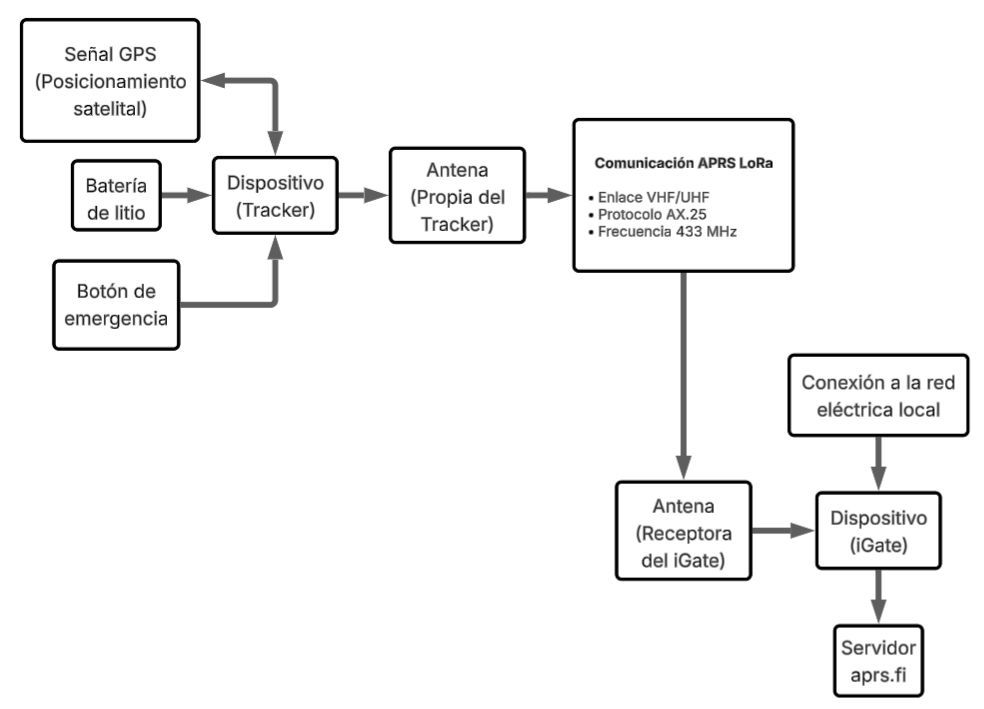 Señal GPS
(Posicionamiento
satelital)
Batería
de litio
Botón de
emergencia
Dispositivo
(Tracker)
Antena
(Propia del
Tracker)
Comunicación APRS LoRa
• Enlace VHF/UHF
• Protocolo AX.25
• Frecuencia 433 MHz
Antena
(Receptora
del iGate)
Conexión a la red
eléctrica local
Dispositivo
(iGate)
Servidor
aprs.fi